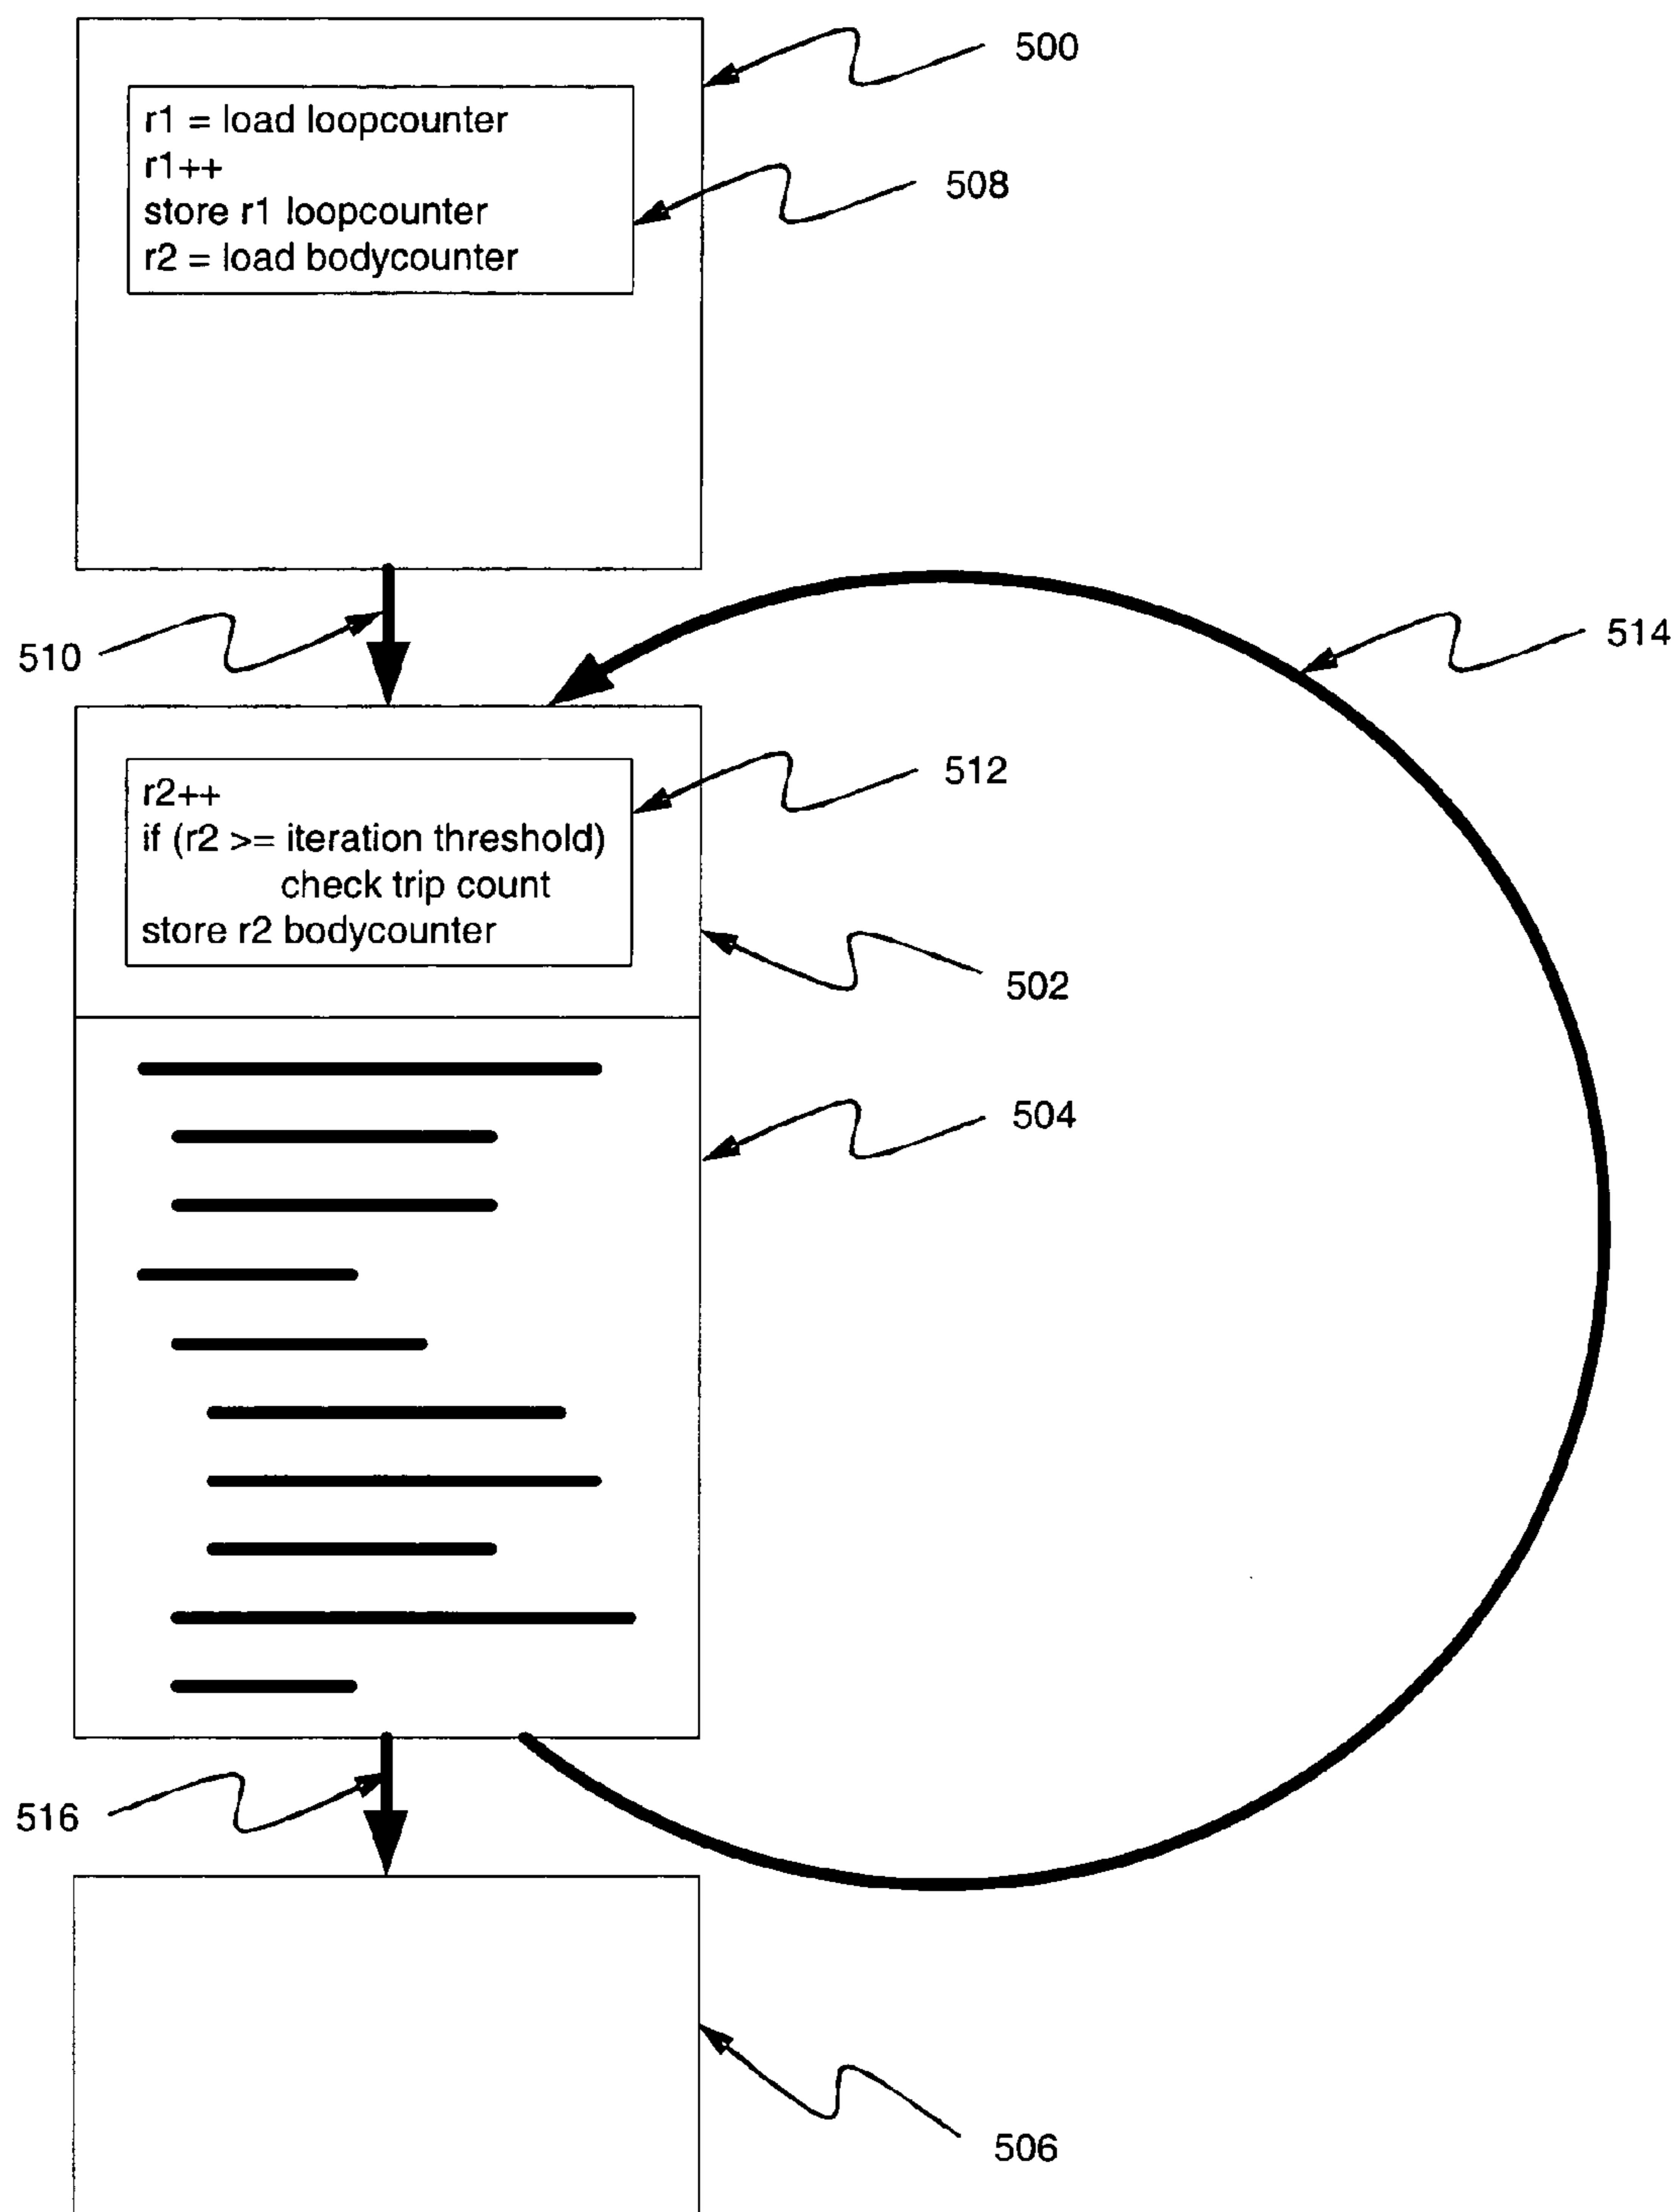 500
r1 = load loopcounter
r1++
store r1 loopcounter
r2 = load bodycounter
508
510
514
r2++
if (r2 >= iteration threshold)
check trip count
store r2 bodycounter
512
502
504
516
506